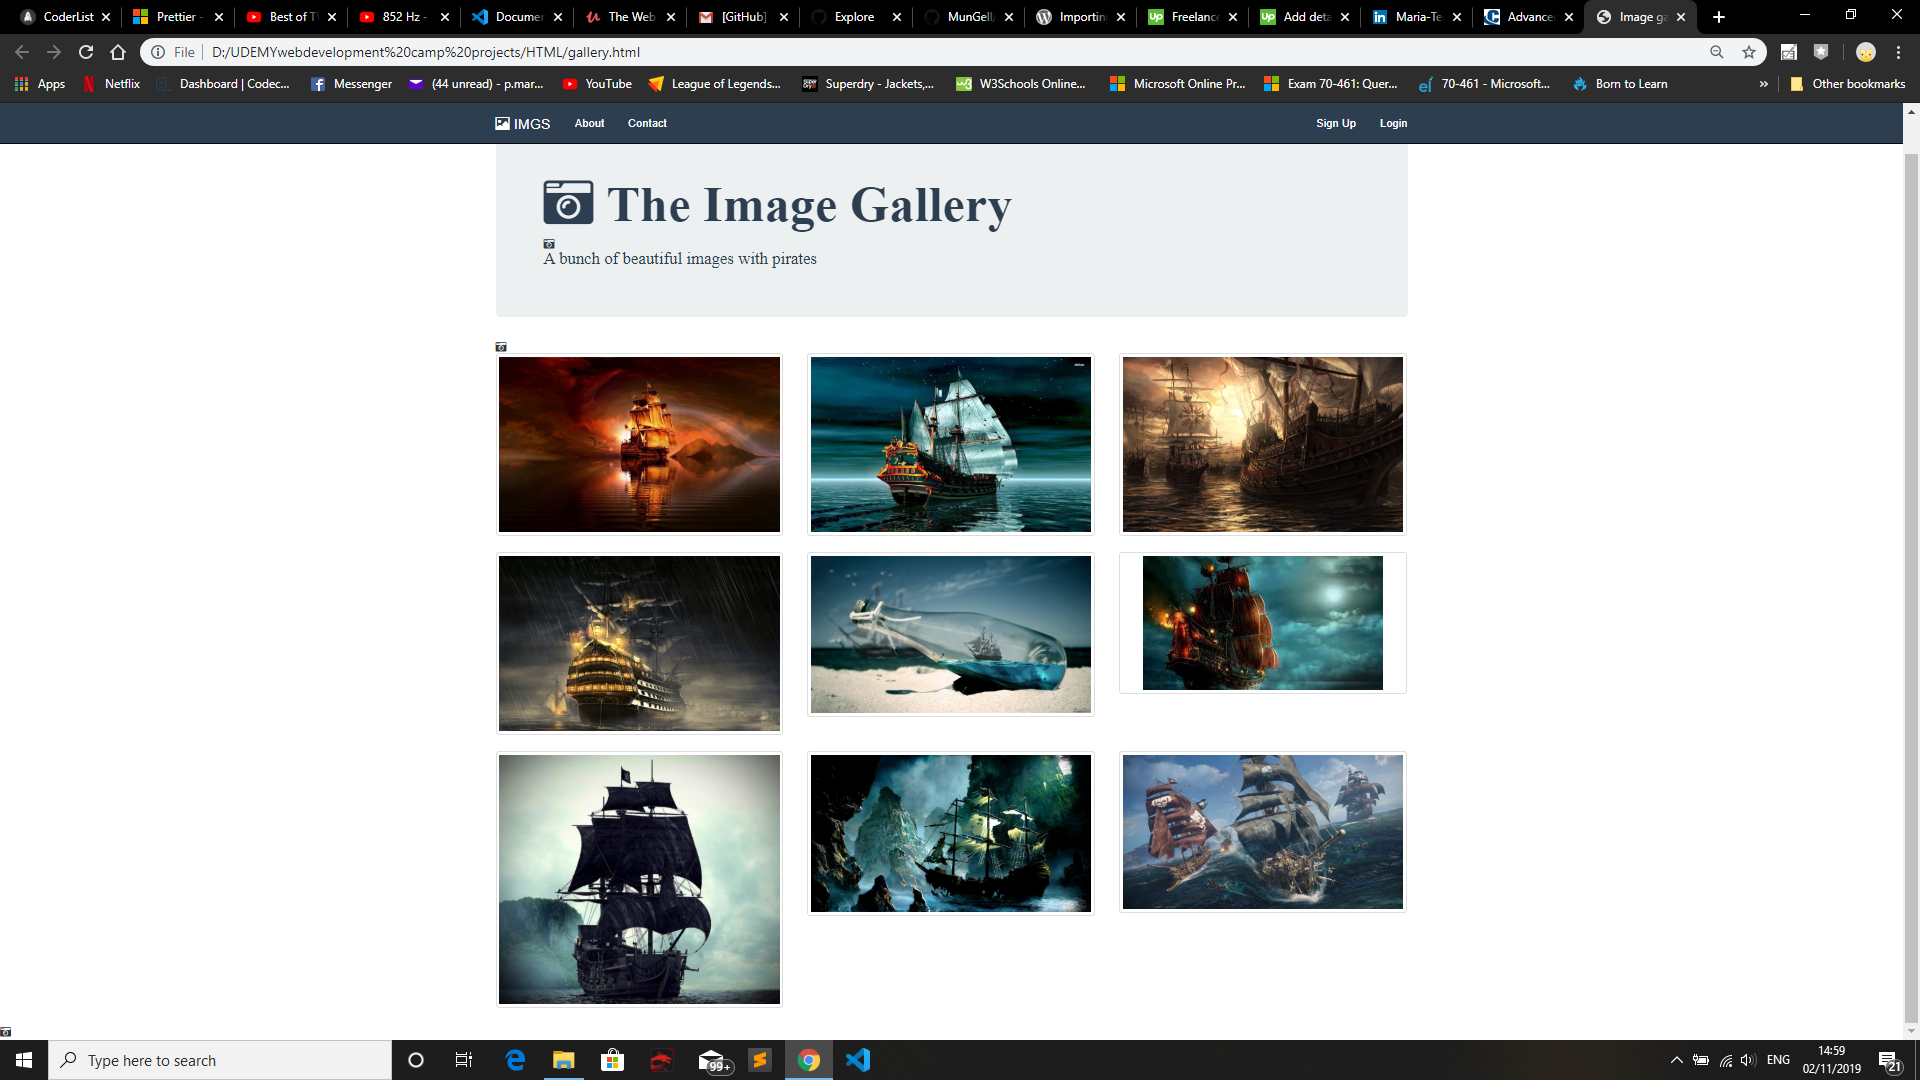 CoderList
Prettier -
Best of T
852 Hz -
Documen
The Web
[GitHub]
Explore
MunGell/
Importin
Freelanc
Add deta
Maria-Te
Advance
Image ga
File
D:/UDEMYwebdevelopment%20camp%20projects/HTML/gallery.html
Apps
Netflix
Dashboard | Codec...
Messenger
(44 unread) - p.mar...
YouTube
League of Legends...
Superdry - Jackets,...
W3Schools Online...
Microsoft Online Pr...
Exam 70-461: Quer...
70-461 - Microsoft...
Born to Learn
»
Other bookmarks
IMGS
About
Contact
Sign Up
Login
The Image Gallery
A bunch of beautiful images with pirates
Type here to search
99+
ENG
14:59
02/11/2019
21